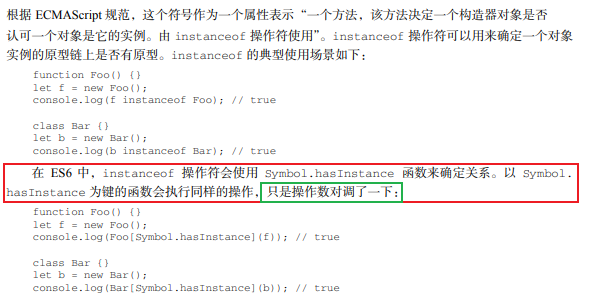 根据 ECMAScript 规范，这个符号作为一个属性表示“一个方法，该方法决定一个构造器对象是否
认可一个对象是它的实例。由 instanceof 操作符使用”。instanceof 操作符可以用来确定一个对象
实例的原型链上是否有原型。instanceof 的典型使用场景如下：
function Foo() {}
let f = new Foo();
console.log(f instanceof Foo); // true
class Bar {}
let b = new Bar();
console.log(b instanceof Bar); // true
在 ES6 中，instanceof 操作符会使用 Symbol.hasInstance 函数来确定关系。以 Symbol.
hasInstance 为键的函数会执行同样的操作，只是操作数对调了一下：
function Foo() {}
let f = new Foo();
console.log(Foo[Symbol.hasInstance](f)); // true
class Bar {}
let b = new Bar();
console.log(Bar[Symbol.hasInstance](b)); // true